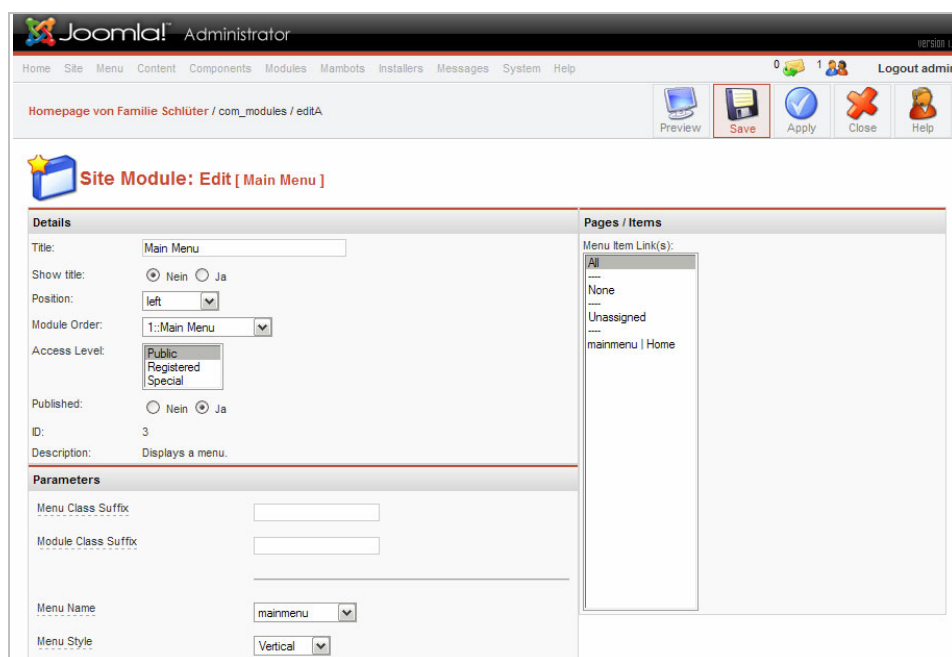 Joomla!™ Administrator
version 1.
Home Site Menu Content Components Modules Mambots Installers Messages System Help
0 1 Logout admin
Homepage von Familie Schlüter / com_modules / editA
Preview Save Apply Close Help
Site Module: Edit [ Main Menu ]
Details
Title: Main Menu
Show title: Nein Ja
Position: left
Module Order: 1::Main Menu
Access Level: Public
Registered
Special
Published: Nein Ja
ID: 3
Description: Displays a menu.
Parameters
Menu Class Suffix
Module Class Suffix
Menu Name mainmenu
Menu Style Vertical
Pages / Items
Menu Item Link(s):
All
----
None
----
Unassigned
----
mainmenu | Home